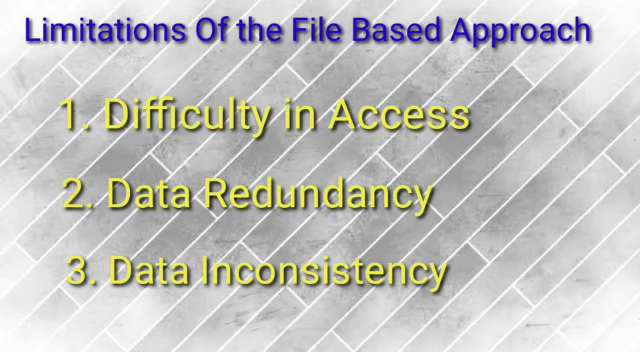 Limitations Of the File Based Approach
1. Difficulty in Access
2. Data Redundancy
3. Data Inconsistency